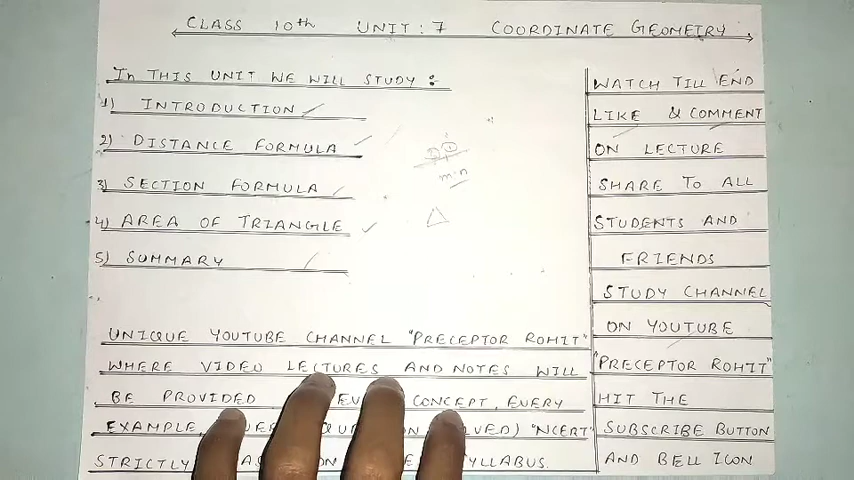 CLASS 10th UNIT : 7 COORDINATE GEOMETRY
In THIS UNIT WE WILL STUDY :
1) INTRODUCTION
2) DISTANCE FORMULA
3) SECTION FORMULA
4) AREA OF TRIANGLE
5) SUMMARY
m:n
UNIQUE YOUTUBE CHANNEL "PRECEPTOR ROHIT"
WHERE VIDEO LECTURES AND NOTES WILL
BE PROVIDED CONCEPT, EVERY
EXAMPLE, "NCERT"
STRICTLY SYLLABUS.
WATCH TILL END
LIKE & COMMENT
ON LECTURE
SHARE TO ALL
STUDENTS AND
FRIENDS
STUDY CHANNEL
ON YOUTUBE
"PRECEPTOR ROHIT"
HIT THE
SUBSCRIBE BUTTON
AND BELL ICON